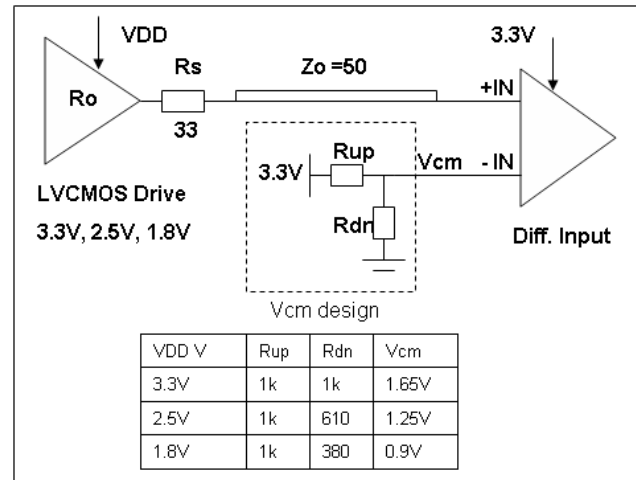 VDD
3.3V
Rs
Zo =50
+IN
Ro
33
Rup
3.3V
Vcm
- IN
LVCMOS Drive
Rdn
3.3V, 2.5V, 1.8V
Diff. Input
Vcm design
VDD V Rup Rdn Vcm
3.3V 1k 1k 1.65V
2.5V 1k 610 1.25V
1.8V 1k 380 0.9V